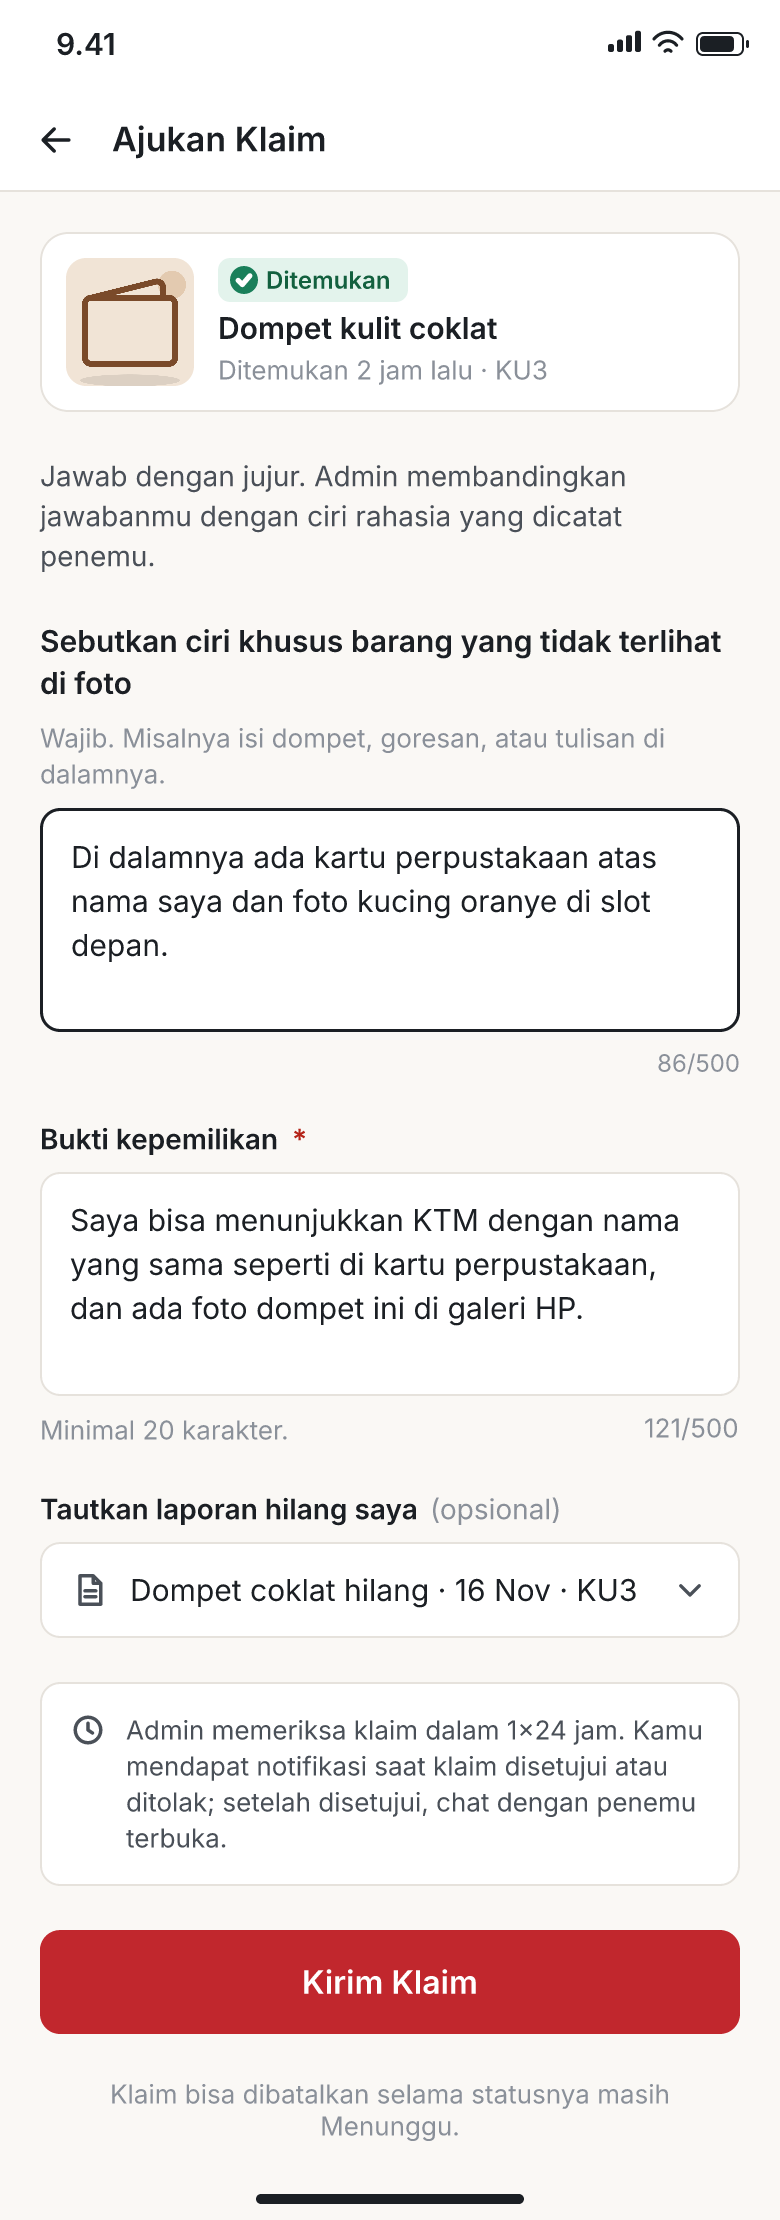 9.41
Ajukan Klaim
Ditemukan
Dompet kulit coklat
Ditemukan 2 jam lalu · KU3
Jawab dengan jujur. Admin membandingkan
jawabanmu dengan ciri rahasia yang dicatat
penemu.
Sebutkan ciri khusus barang yang tidak terlihat
di foto
Wajib. Misalnya isi dompet, goresan, atau tulisan di
dalamnya.
Di dalamnya ada kartu perpustakaan atas
nama saya dan foto kucing oranye di slot
depan.
86/500
Bukti kepemilikan *
Saya bisa menunjukkan KTM dengan nama
yang sama seperti di kartu perpustakaan,
dan ada foto dompet ini di galeri HP.
Minimal 20 karakter. 121/500
Tautkan laporan hilang saya (opsional)
Dompet coklat hilang · 16 Nov · KU3
Admin memeriksa klaim dalam 1×24 jam. Kamu
mendapat notifikasi saat klaim disetujui atau
ditolak; setelah disetujui, chat dengan penemu
terbuka.
Kirim Klaim
Klaim bisa dibatalkan selama statusnya masih
Menunggu.